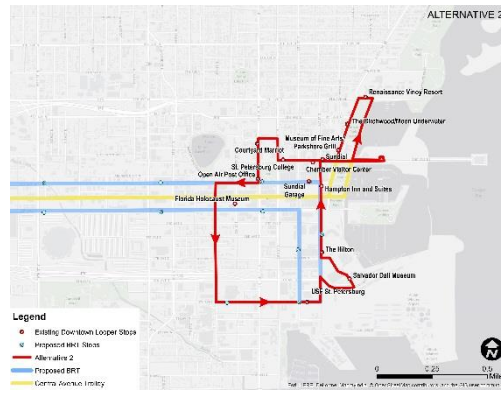 ALTERNATIVE 2
Renaissance Vinoy Resort
The Birchwood/Moon Underwater
Museum of Fine Arts
Parkshore Grill
Courtyard Marriott
Sundial
St. Petersburg College
Chamber Visitor Center
Open Air Post Office
Sundial
Garage
Hampton Inn and Suites
Florida Holocaust Museum
The Hilton
Salvador Dali Museum
USF St. Petersburg
Legend
Existing Downtown Looper Stops
Proposed BRT Stops
Alternative 2
Proposed BRT
Central Avenue Trolley
N
0 0.25 0.5
Miles